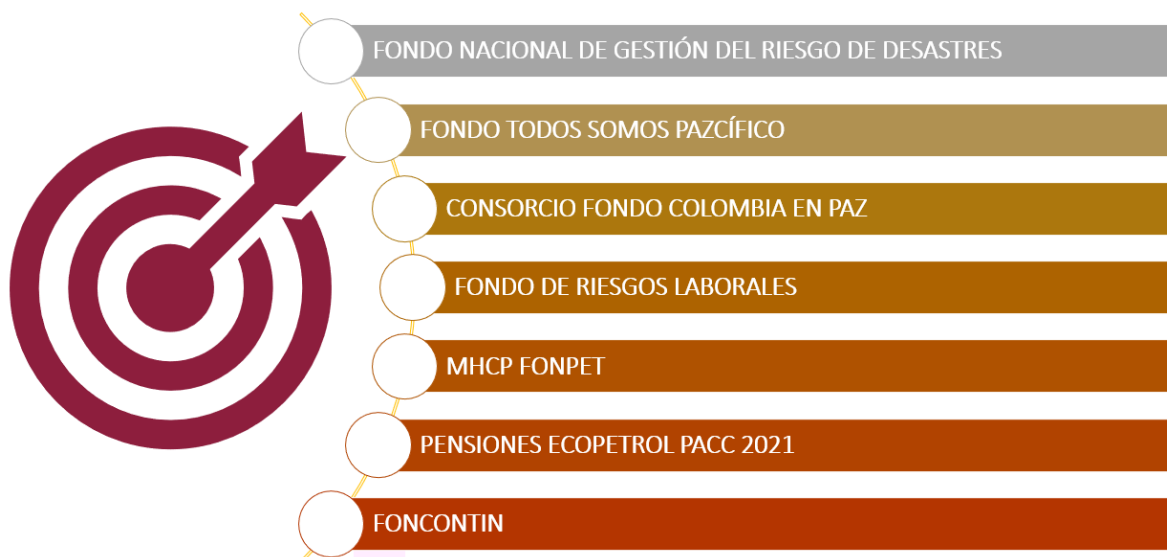 FONDO NACIONAL DE GESTIÓN DEL RIESGO DE DESASTRES
FONDO TODOS SOMOS PAZCÍFICO
CONSORCIO FONDO COLOMBIA EN PAZ
FONDO DE RIESGOS LABORALES
MHCP FONPET
PENSIONES ECOPETROL PACC 2021
FONCONTIN